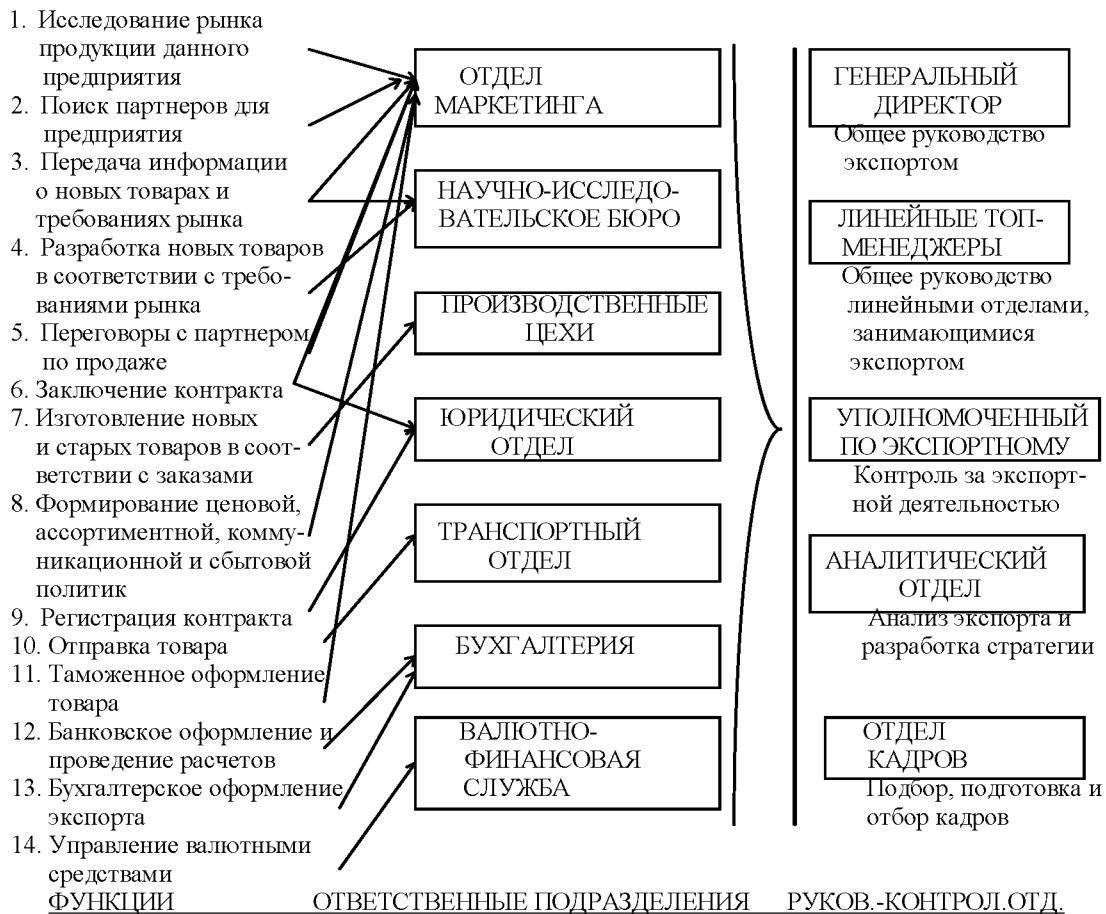 1. Исследование рынка
продукции данного
предприятия
2. Поиск партнеров для
предприятия
3. Передача информации
о новых товарах и
требованиях рынка
4. Разработка новых товаров
в соответствии с требо-
ваниями рынка
5. Переговоры с партнером
по продаже
6. Заключение контракта
7. Изготовление новых
и старых товаров в соот-
ветствии с заказами
8. Формирование ценовой,
ассортиментной, комму-
никационной и сбытовой
политик
9. Регистрация контракта
10. Отправка товара
11. Таможенное оформление
товара
12. Банковское оформление и
проведение расчетов
13. Бухгалтерское оформление
экспорта
14. Управление валютными
средствами
ФУНКЦИИ
ОТДЕЛ
МАРКЕТИНГА
НАУЧНО-ИССЛЕДО-
ВАТЕЛЬСКОЕ БЮРО
ПРОИЗВОДСТВЕННЫЕ
ЦЕХИ
ЮРИДИЧЕСКИЙ
ОТДЕЛ
ТРАНСПОРТНЫЙ
ОТДЕЛ
БУХГАЛТЕРИЯ
ВАЛЮТНО-
ФИНАНСОВАЯ
СЛУЖБА
ОТВЕТСТВЕННЫЕ ПОДРАЗДЕЛЕНИЯ
ГЕНЕРАЛЬНЫЙ
ДИРЕКТОР
Общее руководство
экспортом
ЛИНЕЙНЫЕ ТОП-
МЕНЕДЖЕРЫ
Общее руководство
линейными отделами,
занимающимися
экспортом
УПОЛНОМОЧЕННЫЙ
ПО ЭКСПОРТНОМУ
Контроль за экспорт-
ной деятельностью
АНАЛИТИЧЕСКИЙ
ОТДЕЛ
Анализ экспорта и
разработка стратегии
ОТДЕЛ
КАДРОВ
Подбор, подготовка и
отбор кадров
РУКОВ.-КОНТРОЛ.ОТД.